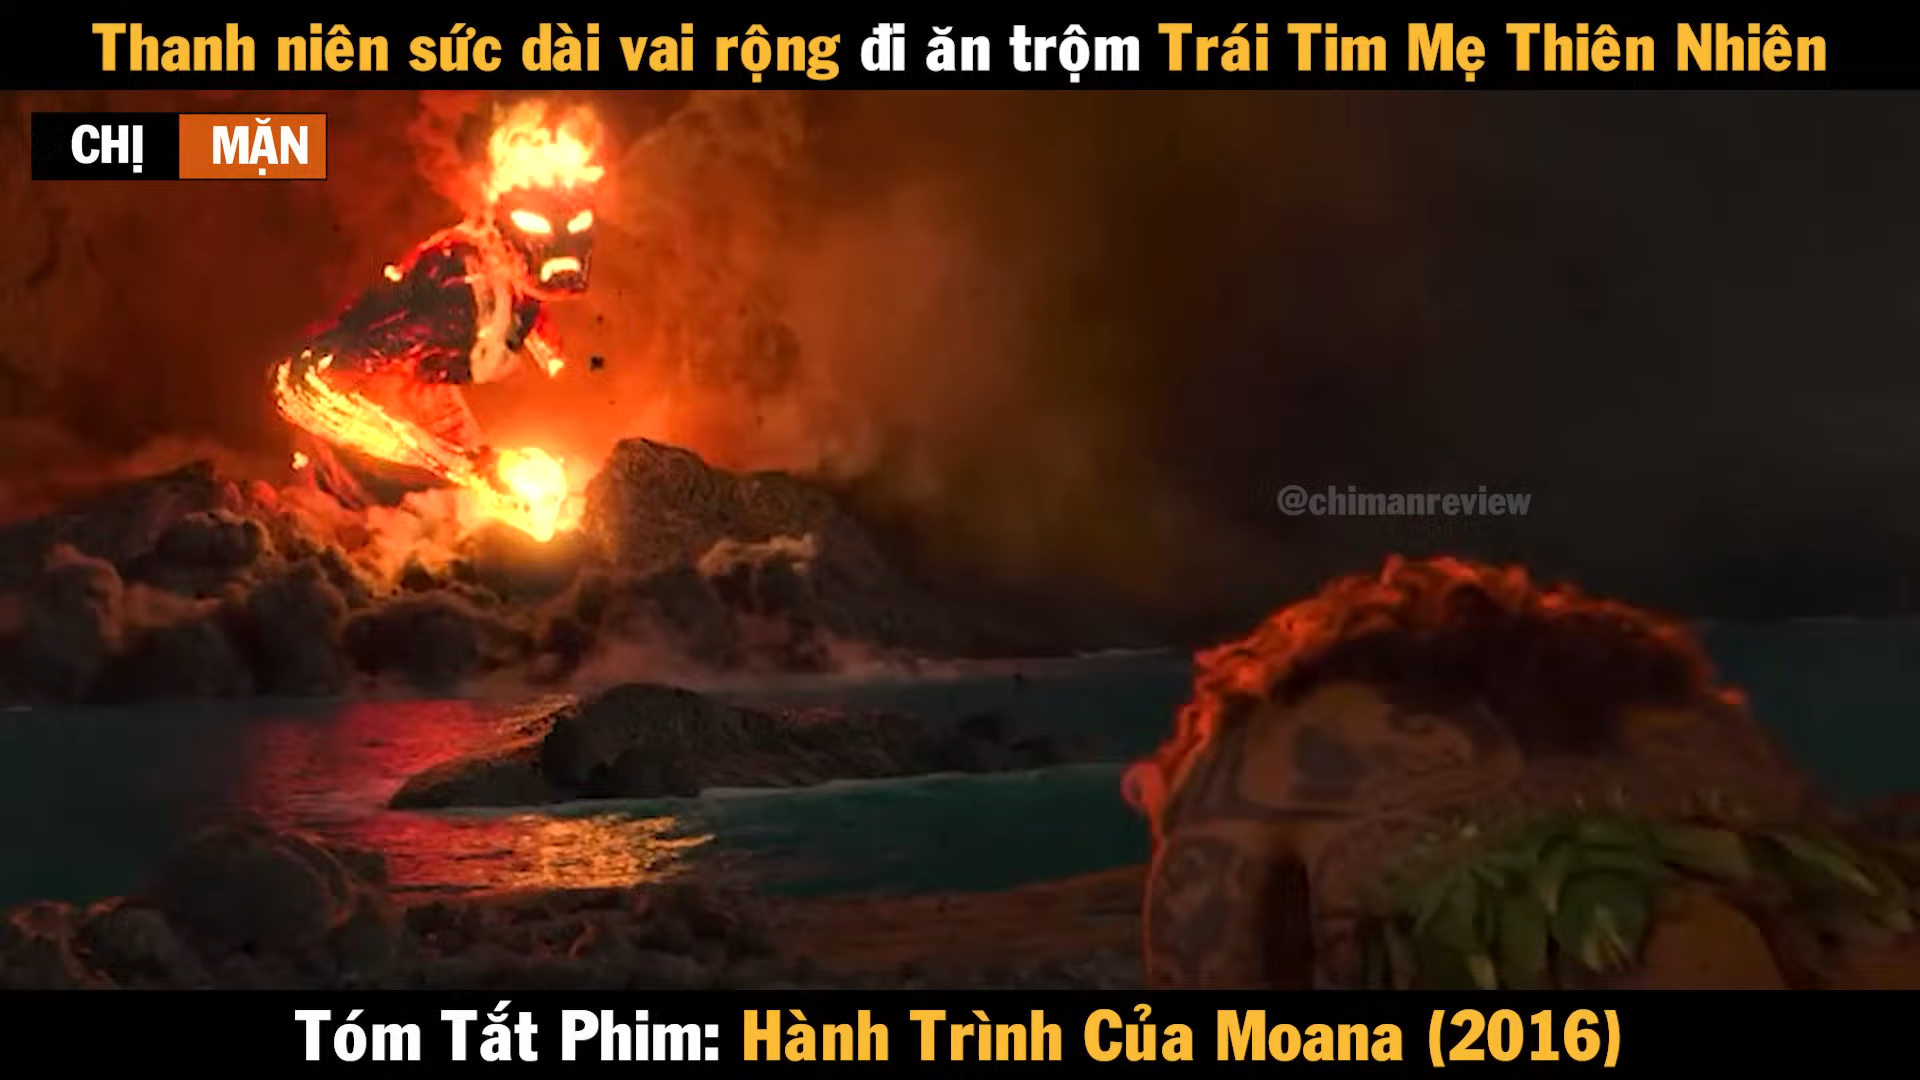 Thanh niên sức dài vai rộng đi ăn trộm Trái Tim Mẹ Thiên Nhiên
CHỊ MẶN
@chimanreview
Tóm Tắt Phim: Hành Trình Của Moana (2016)